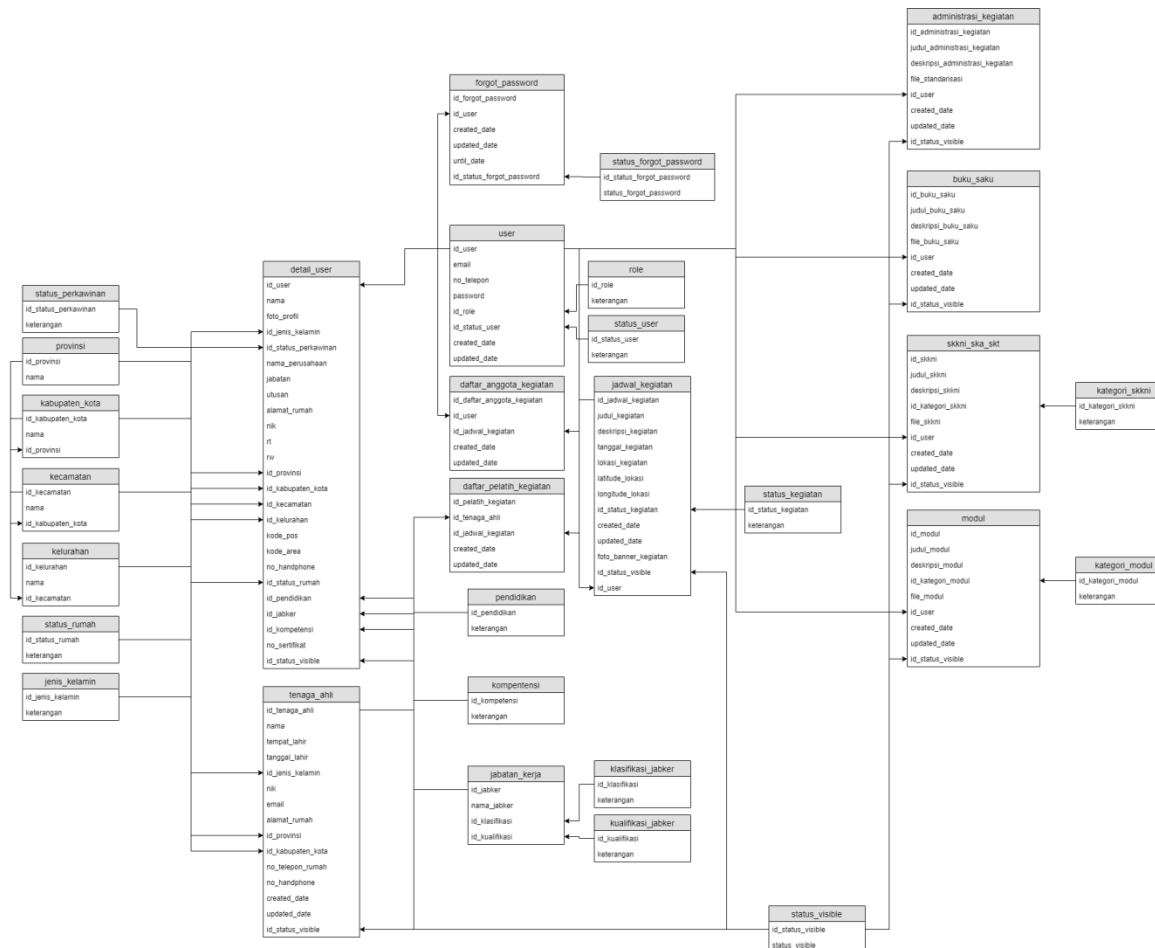 administrasi_kegiatan
id_administrasi_kegiatan
judul_administrasi_kegiatan
deskripsi_administrasi_kegiatan
file_standarisasi
id_user
created_date
updated_date
id_status_visible
forgot_password
id_forgot_password
id_user
created_date
updated_date
until_date
id_status_forgot_password
status_forgot_password
id_status_forgot_password
status_forgot_password
buku_saku
id_buku_saku
judul_buku_saku
deskripsi_buku_saku
file_buku_saku
id_user
created_date
updated_date
id_status_visible
user
id_user
email
no_telepon
password
id_role
id_status_user
created_date
updated_date
role
id_role
keterangan
status_user
id_status_user
keterangan
detail_user
id_user
nama
foto_profil
id_jenis_kelamin
id_status_perkawinan
nama_perusahaan
jabatan
utusan
alamat_rumah
nik
rt
rw
id_provinsi
id_kabupaten_kota
id_kecamatan
id_kelurahan
kode_pos
kode_area
no_handphone
id_status_rumah
id_pendidikan
id_jabker
id_kompetensi
no_sertifikat
id_status_visible
status_perkawinan
id_status_perkawinan
keterangan
provinsi
id_provinsi
nama
kabupaten_kota
id_kabupaten_kota
nama
id_provinsi
kecamatan
id_kecamatan
nama
id_kabupaten_kota
kelurahan
id_kelurahan
nama
id_kecamatan
status_rumah
id_status_rumah
keterangan
jenis_kelamin
id_jenis_kelamin
keterangan
daftar_anggota_kegiatan
id_daftar_anggota_kegiatan
id_user
id_jadwal_kegiatan
created_date
updated_date
jadwal_kegiatan
id_jadwal_kegiatan
judul_kegiatan
deskripsi_kegiatan
tanggal_kegiatan
lokasi_kegiatan
latitude_lokasi
longitude_lokasi
id_status_kegiatan
created_date
updated_date
foto_banner_kegiatan
id_status_visible
id_user
daftar_pelatih_kegiatan
id_pelatih_kegiatan
id_tenaga_ahli
id_jadwal_kegiatan
created_date
updated_date
status_kegiatan
id_status_kegiatan
keterangan
skkni_ska_skt
id_skkni
judul_skkni
deskripsi_skkni
id_kategori_skkni
file_skkni
id_user
created_date
updated_date
id_status_visible
kategori_skkni
id_kategori_skkni
keterangan
modul
id_modul
judul_modul
deskripsi_modul
id_kategori_modul
file_modul
id_user
created_date
updated_date
id_status_visible
kategori_modul
id_kategori_modul
keterangan
pendidikan
id_pendidikan
keterangan
kompentensi
id_kompetensi
keterangan
tenaga_ahli
id_tenaga_ahli
nama
tempat_lahir
tanggal_lahir
id_jenis_kelamin
nik
email
alamat_rumah
id_provinsi
id_kabupaten_kota
no_telepon_rumah
no_handphone
created_date
updated_date
id_status_visible
jabatan_kerja
id_jabker
nama_jabker
id_klasifikasi
id_kualifikasi
klasifikasi_jabker
id_klasifikasi
keterangan
kualifikasi_jabker
id_kualifikasi
keterangan
status_visible
id_status_visible
status_visible